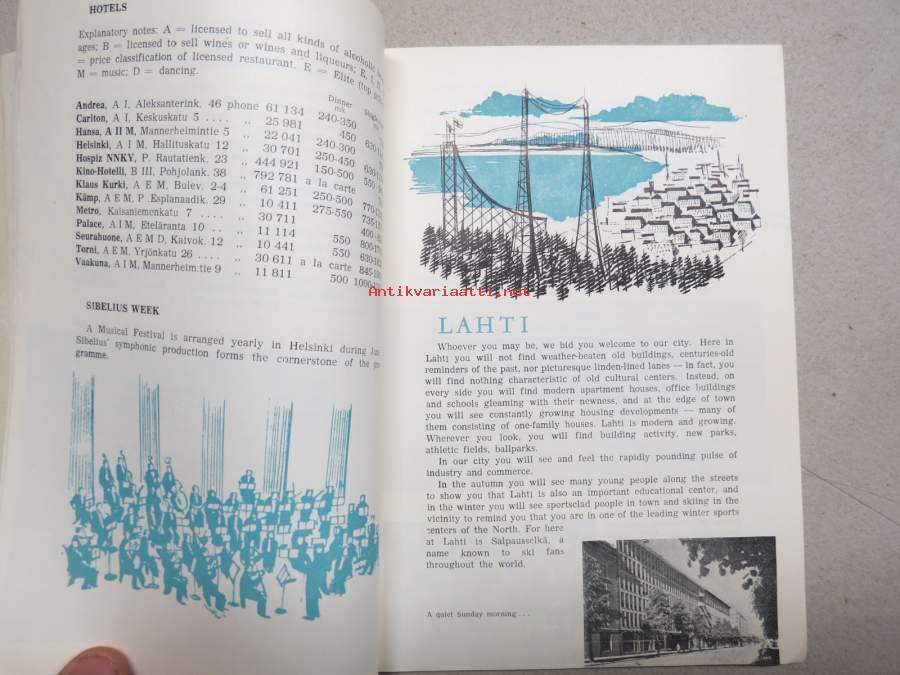 HOTELS
Explanatory notes: A = licensed to sell all kinds of alcoholic
ages; B = licensed to sell wines or wines and liqueurs; E, I,
= price classification of licensed restaurant, E = Elite (top
M = music; D = dancing.
Dinner
mk
Andrea, A I, Aleksanterink. 46 phone 61 134 240-350
Carlton, A I, Keskuskatu 5 .... „ 25 981 450
Hansa, A II M, Mannerheimintie 5 „ 22 041 240-300
Helsinki, A I M, Hallituskatu 12 „ 30 701 250-450
Hospiz NNKY, P. Rautatienk. 23 „ 444 921 150-500
Kino-Hotelli, B III, Pohjolank. 38 „ 792 781 a la carte
Klaus Kurki, A E M, Bulev. 2-4 „ 61 251 250-500
Kämp, A E M, P. Esplanaadik. 29 „ 10 411 275-550
Metro, Kaisaniemenkatu 7 .... „ 30 711
Palace, A I M, Eteläranta 10 .. „ 11 114 550
Seurahuone, A E M D, Kaivok. 12 „ 10 441 550
Torni, A E M, Yrjönkatu 26 .... „ 30 611 a la carte
Vaakuna, A I M, Mannerheim.tie 9 „ 11 811 500
SIBELIUS WEEK
A Musical Festival is arranged yearly in Helsinki during
Sibelius' symphonic production forms the cornerstone of the
gramme.
Antikvariaatti.net
LAHTI
Whoever you may be, we bid you welcome to our city. Here in
Lahti you will not find weather-beaten old buildings, centuries-old
reminders of the past, nor picturesque linden-lined lanes — in fact, you
will find nothing characteristic of old cultural centers. Instead, on
every side you will find modern apartment houses, office buildings
and schools gleaming with their newness, and at the edge of town
you will see constantly growing housing developments — many of
them consisting of one-family houses. Lahti is modern and growing.
Wherever you look, you will find building activity, new parks,
athletic fields, ballparks.
In our city you will see and feel the rapidly pounding pulse of
industry and commerce.
In the autumn you will see many young people along the streets
to show you that Lahti is also an important educational center, and
in the winter you will see sportsclad people in town and skiing in the
vicinity to remind you that you are in one of the leading winter sports
centers of the North. For here
at Lahti is Salpausselkä, a
name known to ski fans
throughout the world.
A quiet Sunday morning...